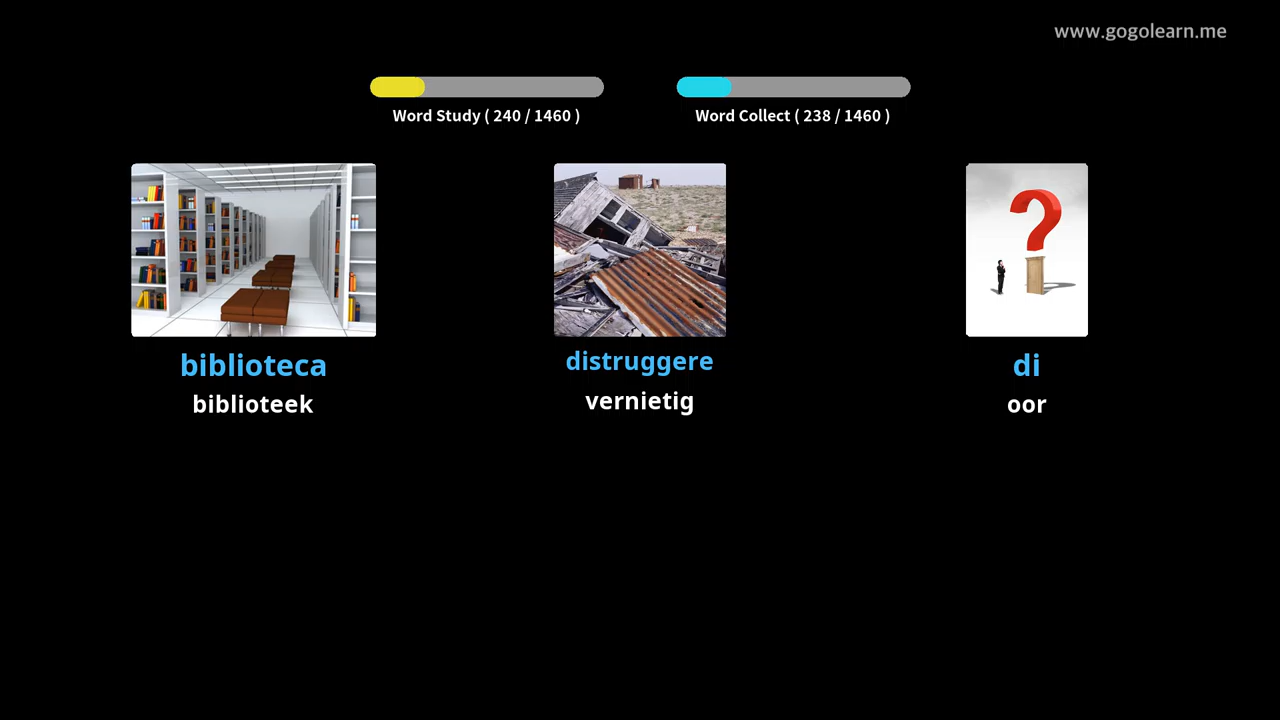 www.gogolearn.me
Word Study ( 240 / 1460 )
Word Collect ( 238 / 1460 )
biblioteca
biblioteek
distruggere
vernietig
di
oor